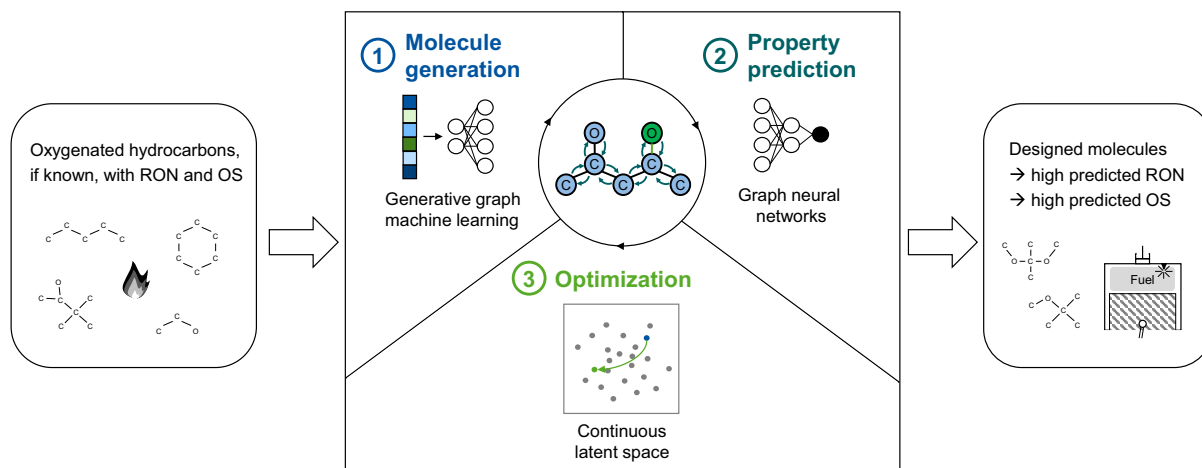 Oxygenated hydrocarbons,
if known, with RON and OS
C C C C C
C
C C
C C
C
O
C C
C C
C C
C C O
1 Molecule
generation
Generative graph
machine learning
2 Property
prediction
Graph neural
networks
O O
C C
C C C
3 Optimization
Continuous
latent space
Designed molecules
→ high predicted RON
→ high predicted OS
C C C
O C O
C
C O C
C C
C
Fuel